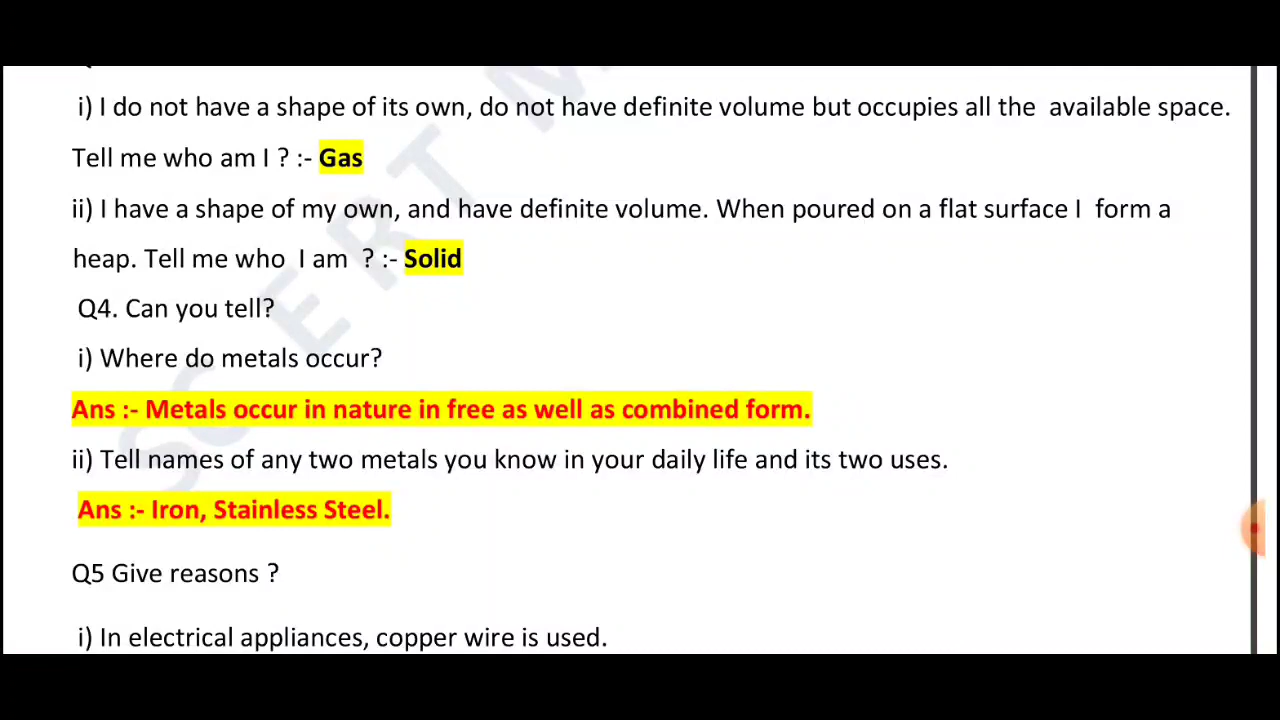 i) I do not have a shape of its own, do not have definite volume but occupies all the available space.
Tell me who am I ? :- Gas
ii) I have a shape of my own, and have definite volume. When poured on a flat surface I form a
heap. Tell me who I am ? :- Solid
Q4. Can you tell?
i) Where do metals occur?
Ans :- Metals occur in nature in free as well as combined form.
ii) Tell names of any two metals you know in your daily life and its two uses.
Ans :- Iron, Stainless Steel.
Q5 Give reasons ?
i) In electrical appliances, copper wire is used.
SCERT M